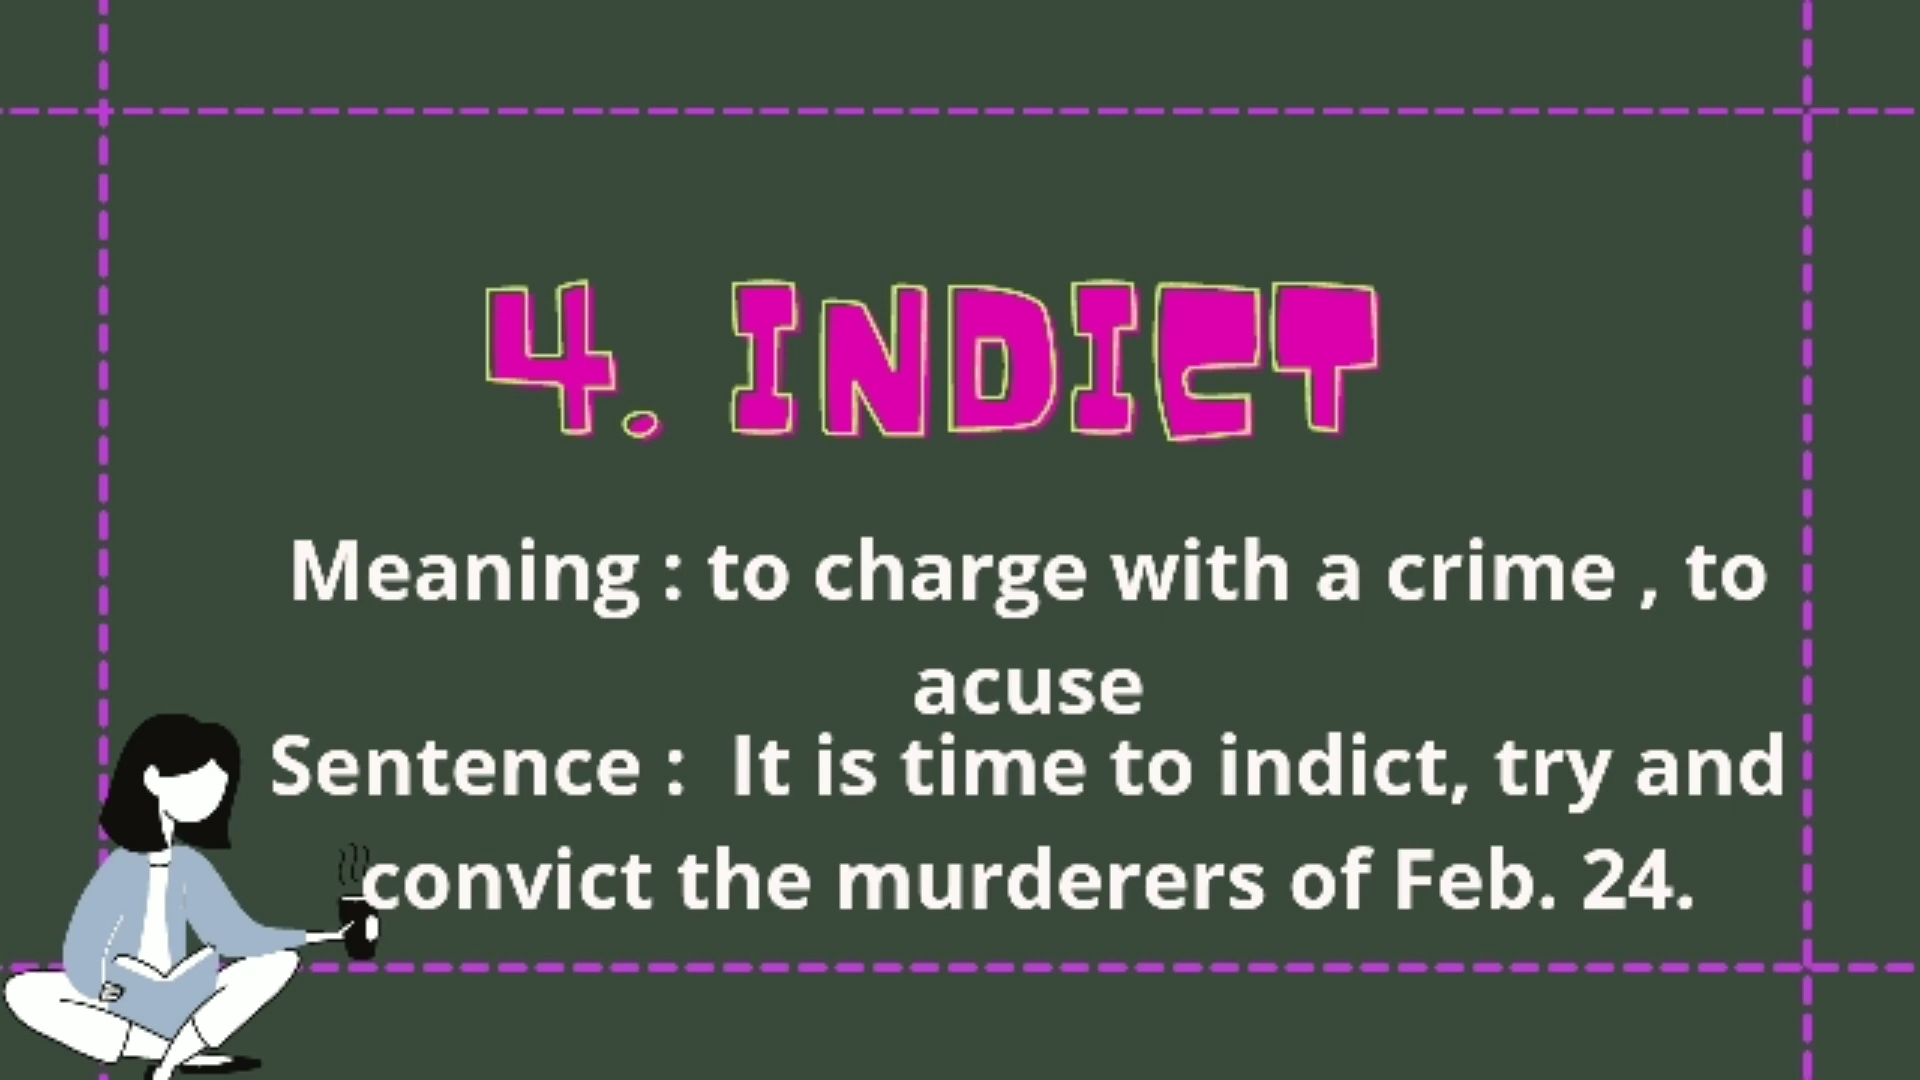 4. INDICT
Meaning : to charge with a crime , to
acuse
Sentence :  It is time to indict, try and
convict the murderers of Feb. 24.